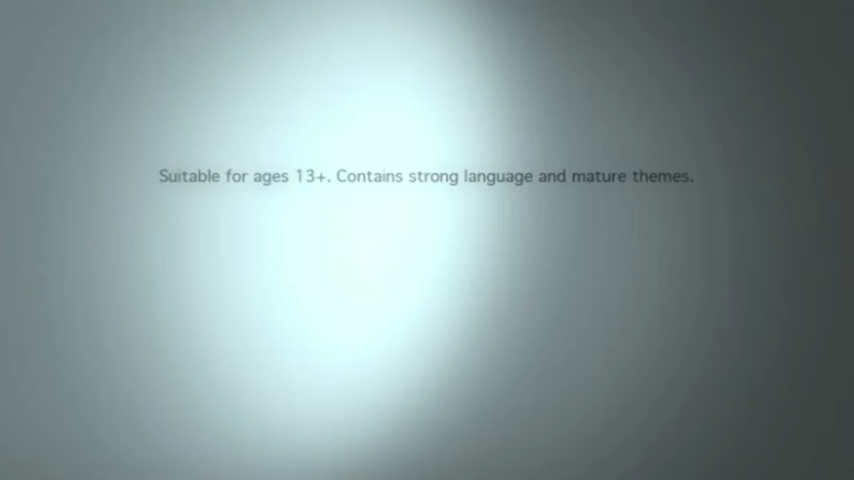 Suitable for ages 13+. Contains strong language and mature themes.